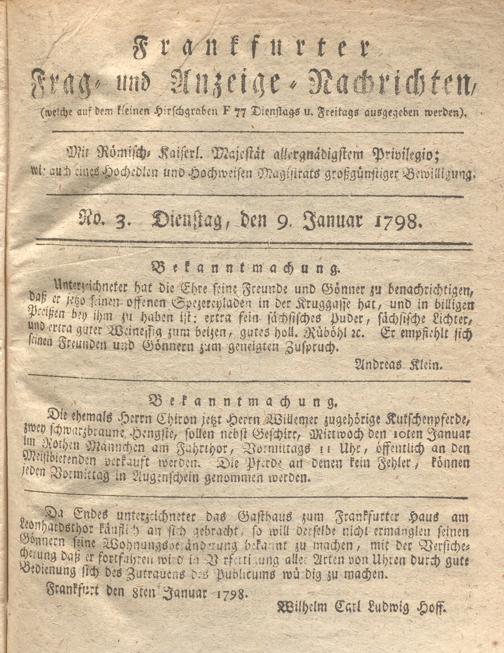 Frankfurter
Frag- und Anzeige-Nachrichten,
(welche auf dem kleinen Hirschgraben F 77 Dienstags u. Freitags ausgegeben werden).
Mit Römisch-Kaiserl. Majestät allergnädigstem Privilegio;
wie auch eines Hochedlen und Hochweisen Magistrats großgünstiger Bewilligung.
No. 3. Dienstag, den 9. Januar 1798.
Bekanntmachung.
Unterzeichneter hat die Ehre seine Freunde und Gönner zu benachrichtigen,
daß er jetzo seinen offenen Spezereyladen in der Kruggasse hat, und in billigen
Preißen bey ihm zu haben ist: extra fein sächsisches Puder, sächsische Lichter,
und extra guter Weinessig zum beizen, gutes holl. Rüböhl ꝛc. Er empfiehlt sich
seinen Freunden und Gönnern zum geneigten Zuspruch.
Andreas Klein.
Bekanntmachung.
Die ehemals Herrn Chiron jetzt Herrn Willemer zugehörige Kutschenpferde,
zwey schwarzbraune Hengste, sollen nebst Geschirr, Mittwoch den 10ten Januar
im Rothen Männchen am Fahrthor, Vormittags 11 Uhr, öffentlich an den
Meistbietenden verkauft werden. Die Pferde an denen kein Fehler, können
jeden Vormittag in Augenschein genommen werden.
Da Endes unterzeichneter das Gasthaus zum Frankfurter Haus am
Leonhardsthor käuflich an sich gebracht, so will derselbe nicht ermanglen seinen
Gönnern seine Wohnungsveränderung bekannt zu machen, mit der Versiche-
cherung daß er fortfahren wird in Verfertigung aller Arten von Uhren durch gute
Bedienung sich des Zutrauens des Publicums würdig zu machen.
Frankfurt den 8ten Januar 1798.
Wilhelm Carl Ludwig Hoff.